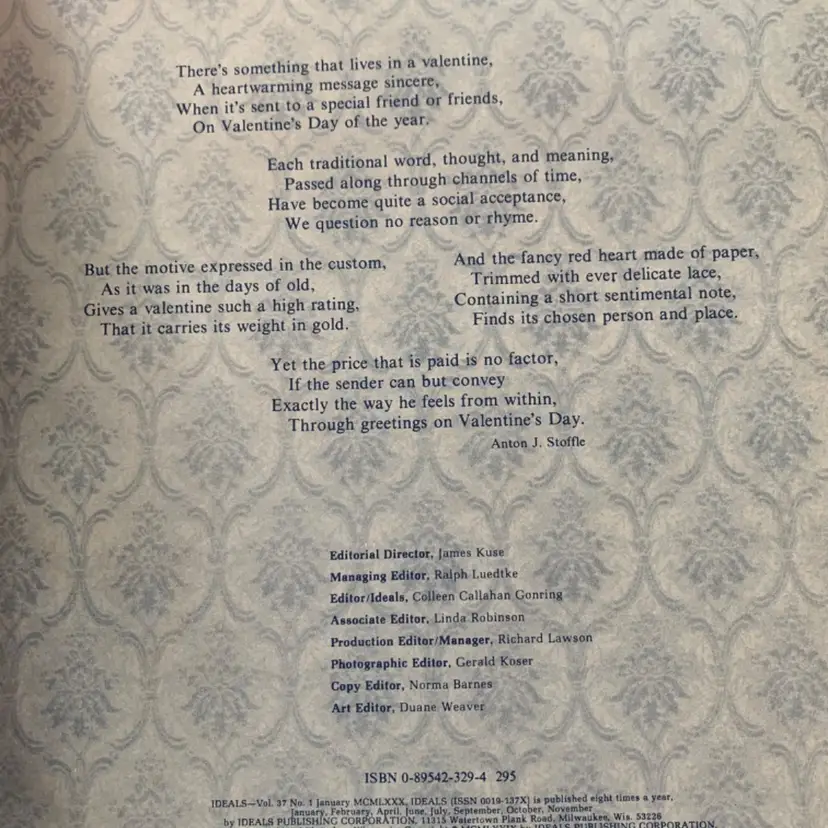 There's something that lives in a valentine,
A heartwarming message sincere,
When it's sent to a special friend or friends,
On Valentine's Day of the year.
Each traditional word, thought, and meaning,
Passed along through channels of time,
Have become quite a social acceptance,
We question no reason or rhyme.
But the motive expressed in the custom,
As it was in the days of old,
Gives a valentine such a high rating,
That it carries its weight in gold.
And the fancy red heart made of paper,
Trimmed with ever delicate lace,
Containing a short sentimental note,
Finds its chosen person and place.
Yet the price that is paid is no factor,
If the sender can but convey
Exactly the way he feels from within,
Through greetings on Valentine's Day.
Anton J. Stoffle
Editorial Director, James Kuse
Managing Editor, Ralph Luedtke
Editor/Ideals, Colleen Callahan Gonring
Associate Editor, Linda Robinson
Production Editor/Manager, Richard Lawson
Photographic Editor, Gerald Koser
Copy Editor, Norma Barnes
Art Editor, Duane Weaver
ISBN 0-89542-329-4 295
IDEALS—Vol. 37 No. 1 January MCMLXXX. IDEALS (ISSN 0019-137X) is published eight times a year,
January, February, April, June, July, September, October, November
by IDEALS PUBLISHING CORPORATION, 11315 Watertown Plank Road, Milwaukee, Wis. 53226
MCMLXXIX by IDEALS PUBLISHING CORPORATION.